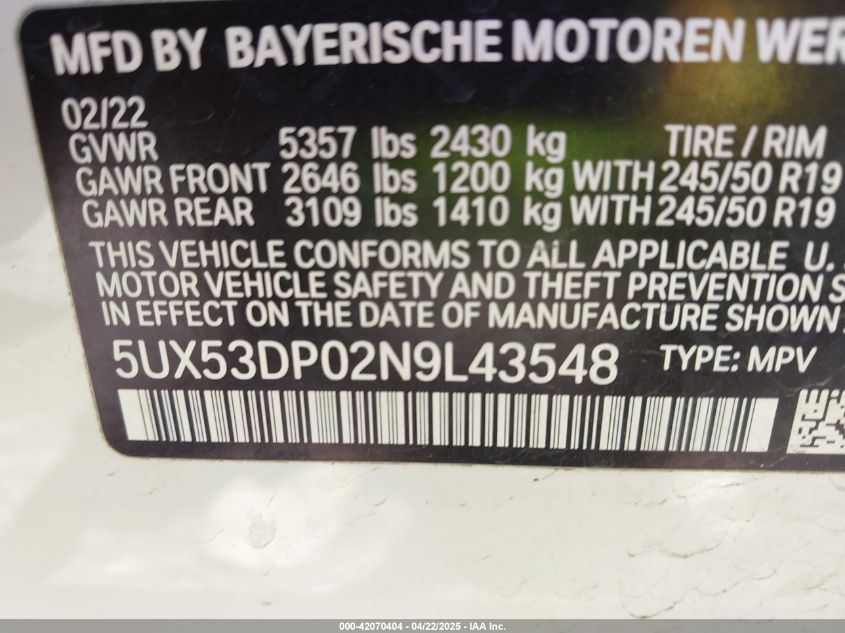 MFD BY BAYERISCHE MOTOREN WER
02/22
GVWR 5357 lbs 2430 kg TIRE / RIM
GAWR FRONT 2646 lbs 1200 kg WITH 245/50 R19
GAWR REAR 3109 lbs 1410 kg WITH 245/50 R19
THIS VEHICLE CONFORMS TO ALL APPLICABLE U.
MOTOR VEHICLE SAFETY AND THEFT PREVENTION S
IN EFFECT ON THE DATE OF MANUFACTURE SHOWN
5UX53DP02N9L43548 TYPE: MPV
000-42070404 - 04/22/2025 - IAA Inc.